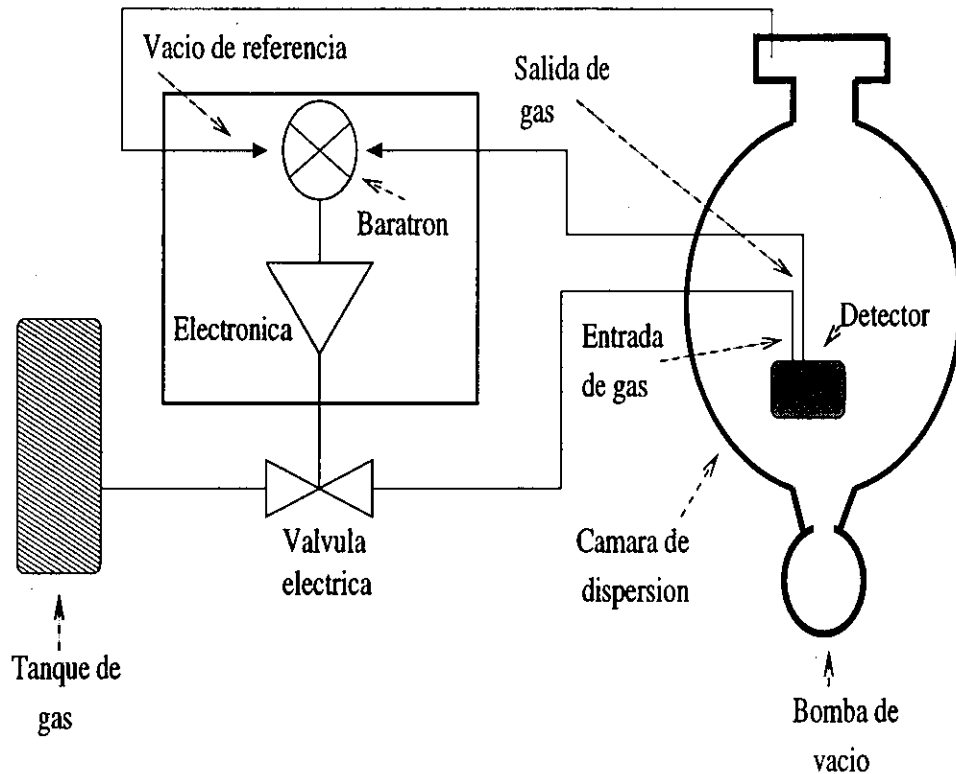 Vacio de referencia
Salida de
gas
Baratron
Electronica
Entrada
de gas
Detector
Valvula
electrica
Camara de
dispersion
Tanque de
gas
Bomba de
vacio